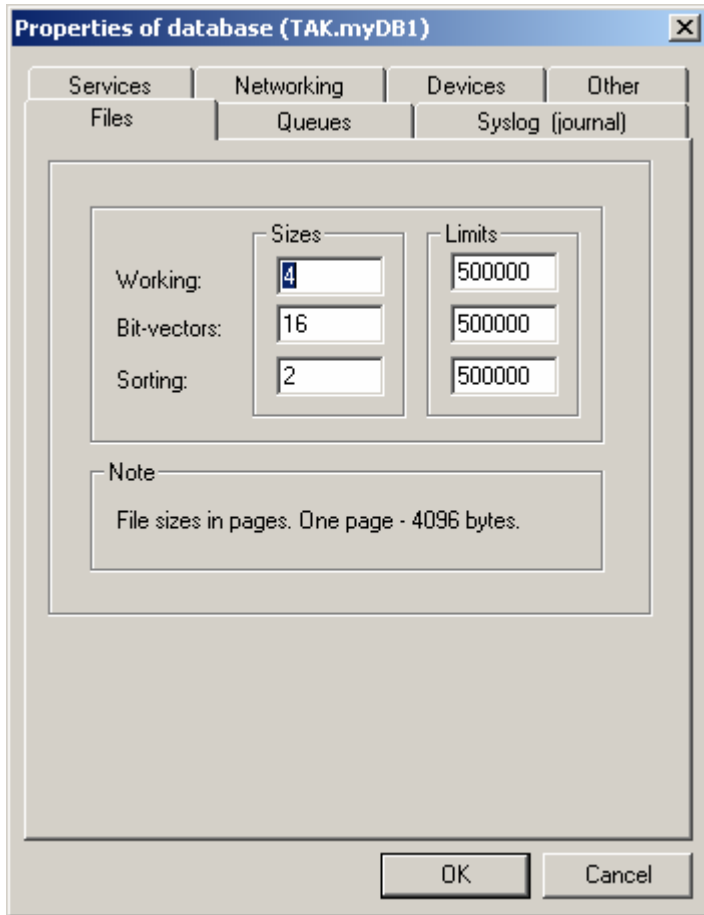 Properties of database (TAK.myDB1)
Services Networking Devices Other
Files Queues Syslog (journal)
Sizes Limits
Working: 4 500000
Bit-vectors: 16 500000
Sorting: 2 500000
Note
File sizes in pages. One page - 4096 bytes.
OK Cancel